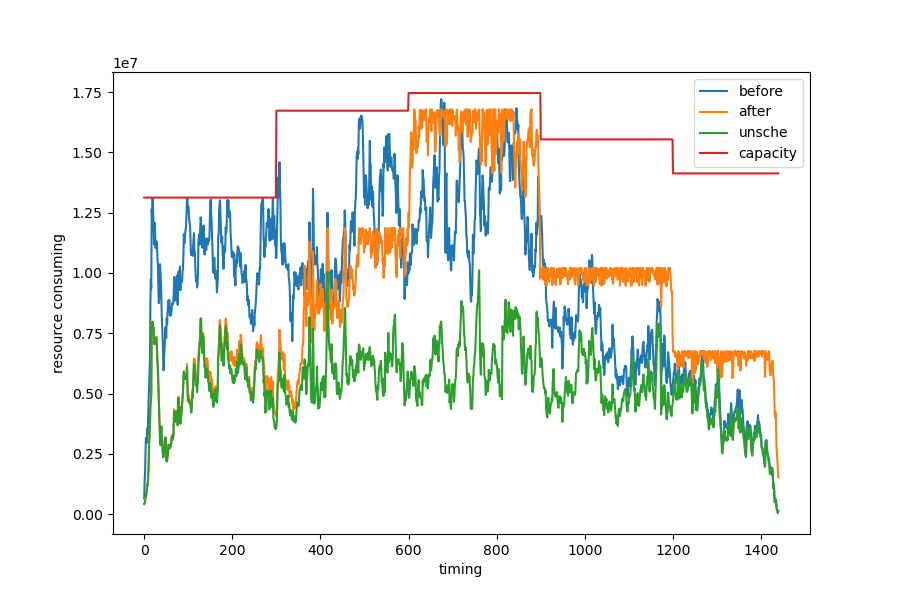 1e7
1.75
1.50
1.25
1.00
0.75
0.50
0.25
0.00
resource consuming
before
after
unsche
capacity
0 200 400 600 800 1000 1200 1400
timing